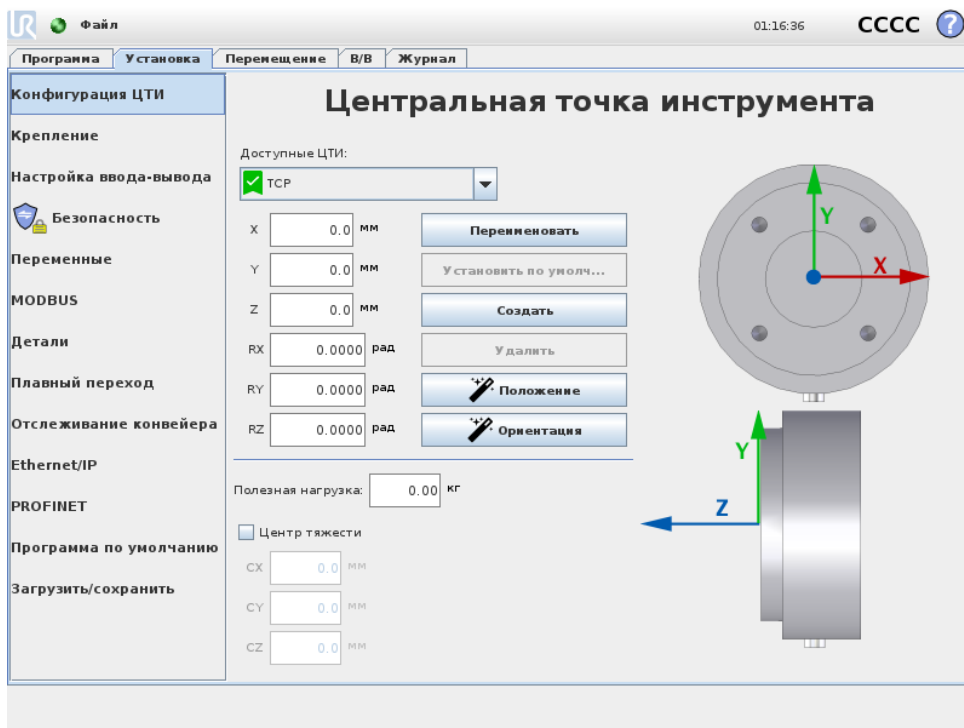 UR Файл 01:16:36 CCCC ?
Программа Установка Перемещение В/В Журнал
Конфигурация ЦТИ
Крепление
Настройка ввода-вывода
Безопасность
Переменные
MODBUS
Детали
Плавный переход
Отслеживание конвейера
Ethernet/IP
PROFINET
Программа по умолчанию
Загрузить/сохранить
Центральная точка инструмента
Доступные ЦТИ:
TCP
X 0.0 мм Переименовать
Y 0.0 мм Установить по умолч...
Z 0.0 мм Создать
RX 0.0000 рад Удалить
RY 0.0000 рад Положение
RZ 0.0000 рад Ориентация
Полезная нагрузка: 0.00 кг
Центр тяжести
CX 0.0 мм
CY 0.0 мм
CZ 0.0 мм
Y
X
Y
Z